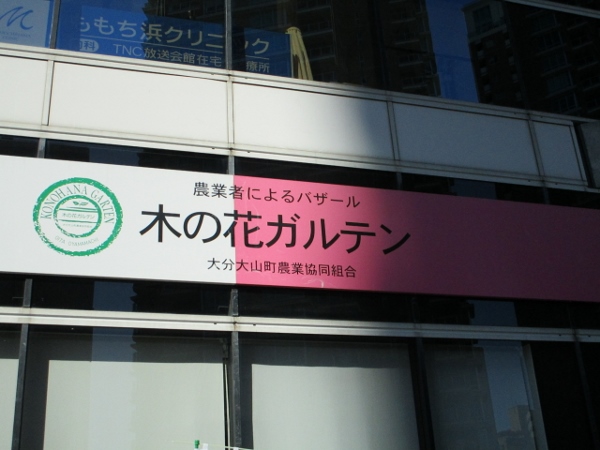 ももち浜クリニック
TNC放送会館在宅
療所
農業者によるバザール
木の花ガルテン
大分大山町農業協同組合
KONOHANA GARTEN
木の花ガルテン